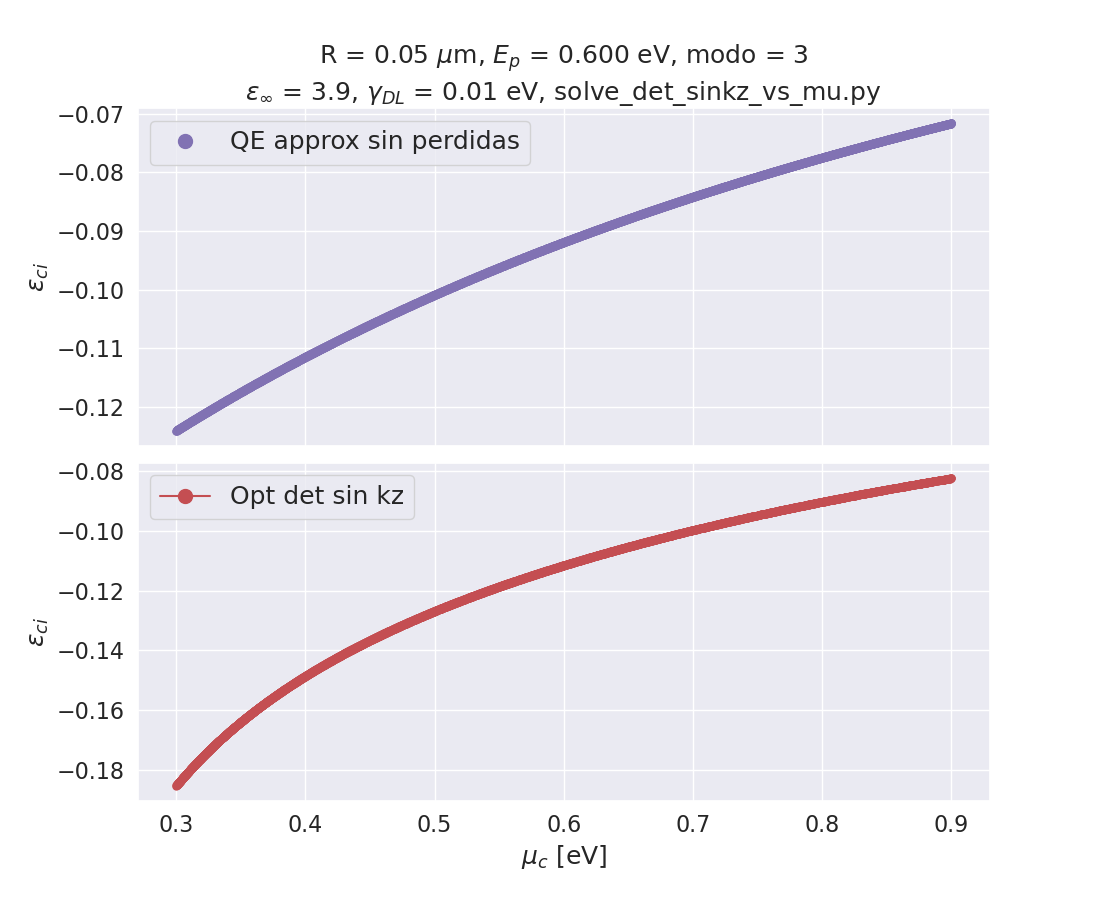 R = 0.05 μm, E_p = 0.600 eV, modo = 3
ε_∞ = 3.9, γ_DL = 0.01 eV, solve_det_sinkz_vs_mu.py
−0.07
QE approx sin perdidas
−0.08
−0.09
−0.10
−0.11
−0.12
ε_ci
−0.08
Opt det sin kz
−0.10
−0.12
−0.14
−0.16
−0.18
ε_ci
0.3 0.4 0.5 0.6 0.7 0.8 0.9
μ_c [eV]